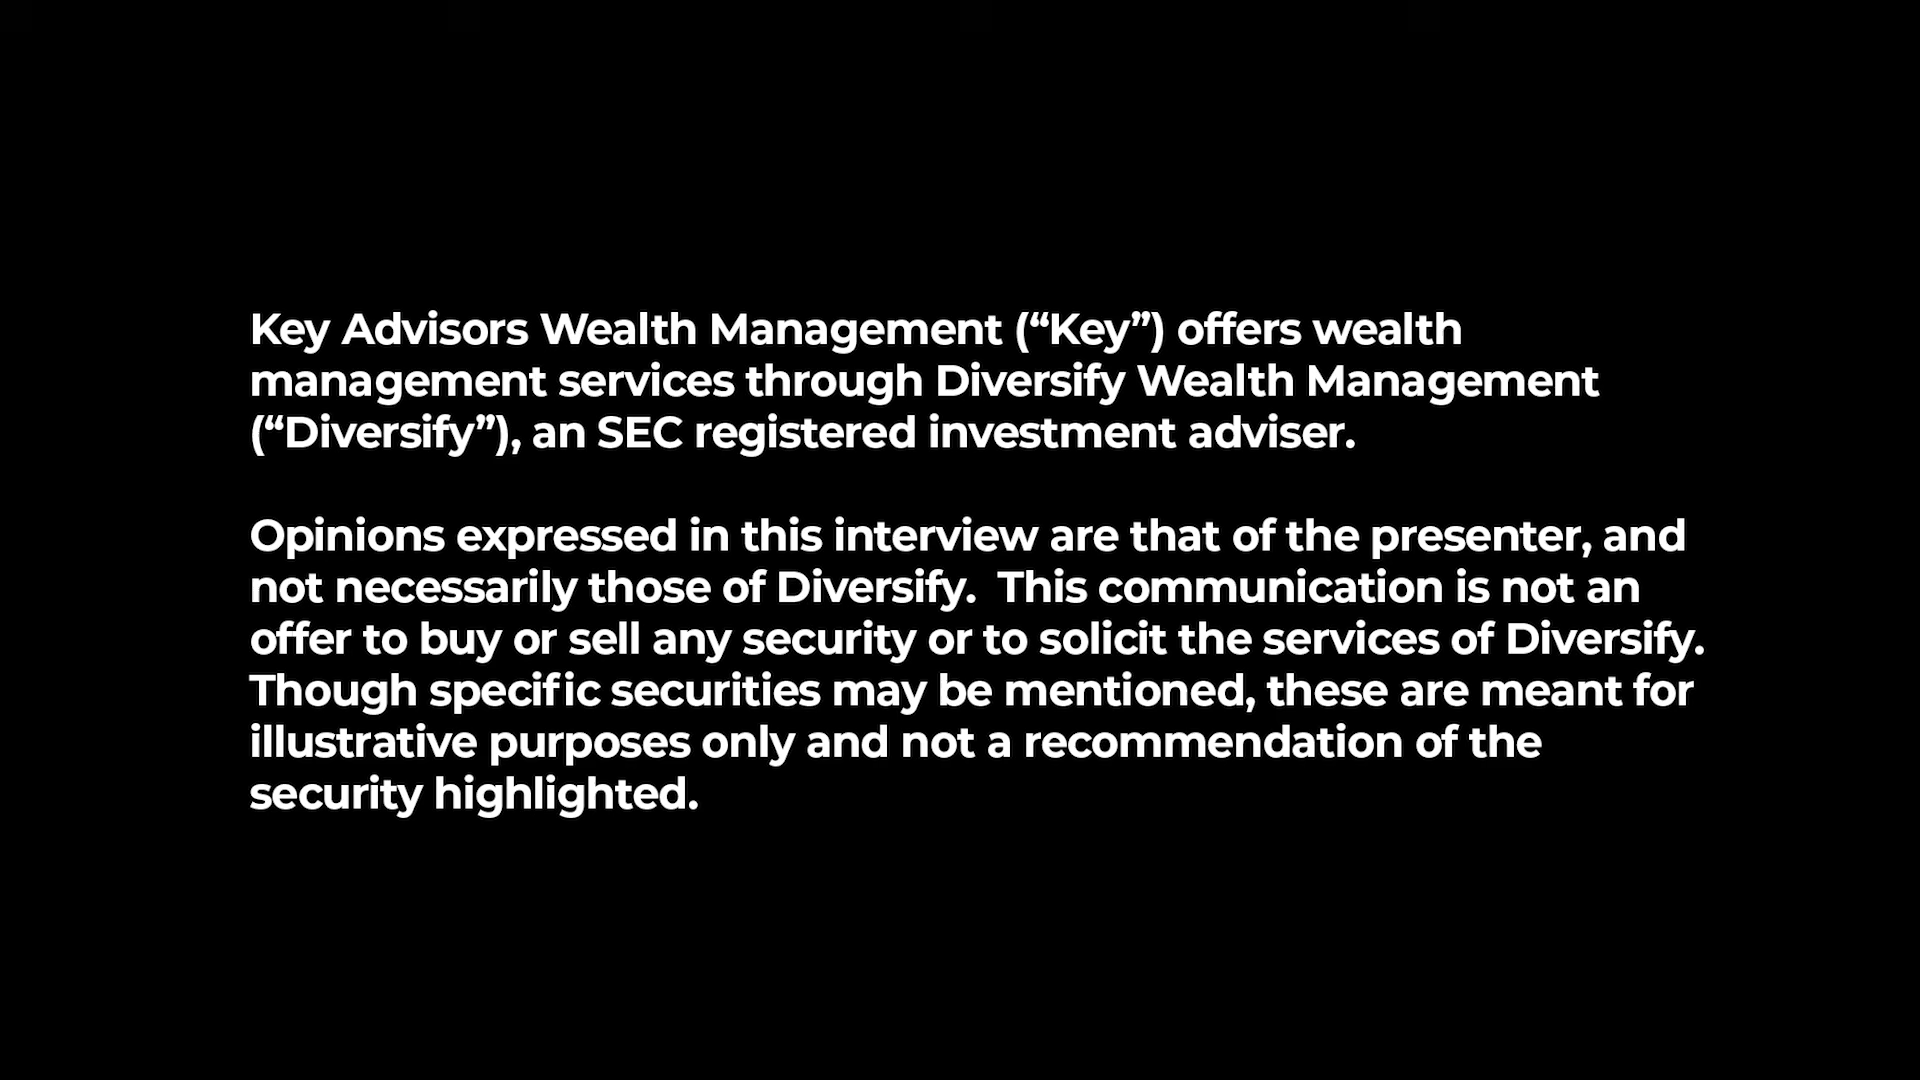 Key Advisors Wealth Management (“Key”) offers wealth
management services through Diversify Wealth Management
(“Diversify”), an SEC registered investment adviser.
Opinions expressed in this interview are that of the presenter, and
not necessarily those of Diversify.  This communication is not an
offer to buy or sell any security or to solicit the services of Diversify.
Though specific securities may be mentioned, these are meant for
illustrative purposes only and not a recommendation of the
security highlighted.